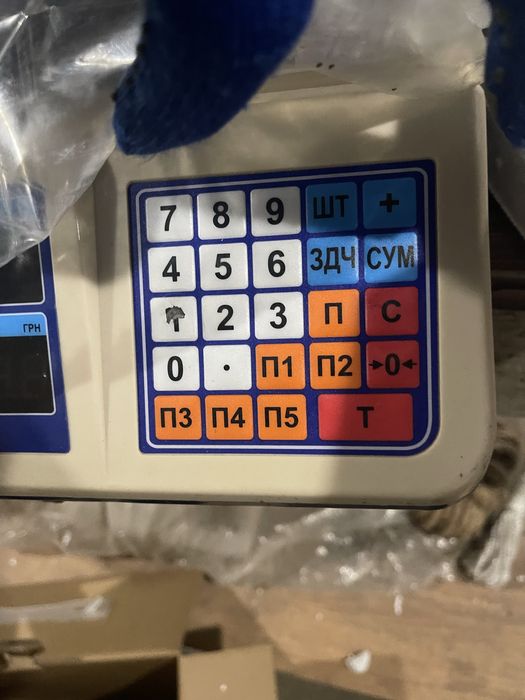 7 8 9 ШТ +
4 5 6 ЗДЧ СУМ
1 2 3 П С
ГРН
0 . П1 П2 →0←
П3 П4 П5 Т